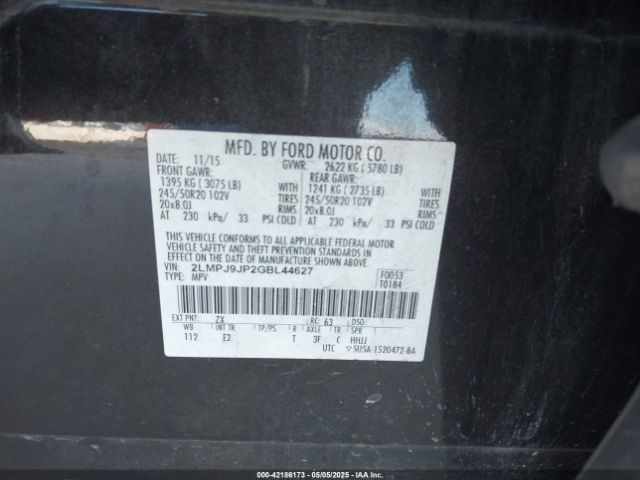 MFD. BY FORD MOTOR CO.
DATE: 11/15 GVWR: 2622 KG ( 5780 LB)
FRONT GAWR: REAR GAWR:
1395 KG ( 3075 LB) WITH 1241 KG ( 2735 LB) WITH
245/50R20 102V TIRES 245/50R20 102V TIRES
20x8.0J RIMS 20x8.0J RIMS
AT 230 kPa/ 33 PSI COLD AT 230 kPa/ 33 PSI COLD
THIS VEHICLE CONFORMS TO ALL APPLICABLE FEDERAL MOTOR
VEHICLE SAFETY AND THEFT PREVENTION STANDARDS IN
EFFECT ON THE DATE OF MANUFACTURE SHOWN ABOVE.
VIN: 2LMPJ9JP2GBL44627 F0053
TYPE: MPV T0184
EXT PNT: ZX RC: 63 DSO:
WB INT TR TP/PS R AXLE TR SPR
112 E2 T 3F C HHJJ
UTC ▽5U5A-1520472-BA
000-42186173 - 05/05/2025 - IAAI.COM